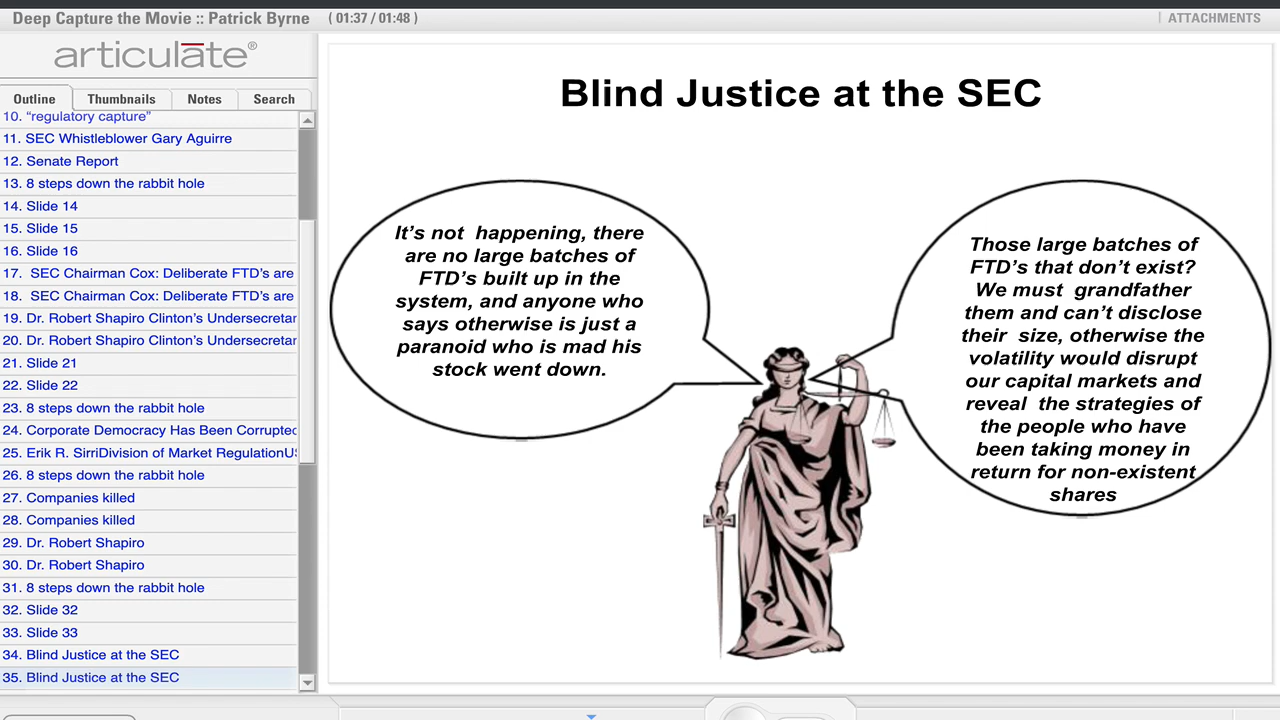 Deep Capture the Movie :: Patrick Byrne ( 01:37 / 01:48 )
ATTACHMENTS
articulate®
Outline Thumbnails Notes Search
10. “regulatory capture”
11. SEC Whistleblower Gary Aguirre
12. Senate Report
13. 8 steps down the rabbit hole
14. Slide 14
15. Slide 15
16. Slide 16
17. SEC Chairman Cox: Deliberate FTD’s are
18. SEC Chairman Cox: Deliberate FTD’s are
19. Dr. Robert Shapiro Clinton’s Undersecretar
20. Dr. Robert Shapiro Clinton’s Undersecretar
21. Slide 21
22. Slide 22
23. 8 steps down the rabbit hole
24. Corporate Democracy Has Been Corrupted
25. Erik R. SirriDivision of Market RegulationU
26. 8 steps down the rabbit hole
27. Companies killed
28. Companies killed
29. Dr. Robert Shapiro
30. Dr. Robert Shapiro
31. 8 steps down the rabbit hole
32. Slide 32
33. Slide 33
34. Blind Justice at the SEC
35. Blind Justice at the SEC
Blind Justice at the SEC
It’s not happening, there
are no large batches of
FTD’s built up in the
system, and anyone who
says otherwise is just a
paranoid who is mad his
stock went down.
Those large batches of
FTD’s that don’t exist?
We must grandfather
them and can’t disclose
their size, otherwise the
volatility would disrupt
our capital markets and
reveal the strategies of
the people who have
been taking money in
return for non-existent
shares